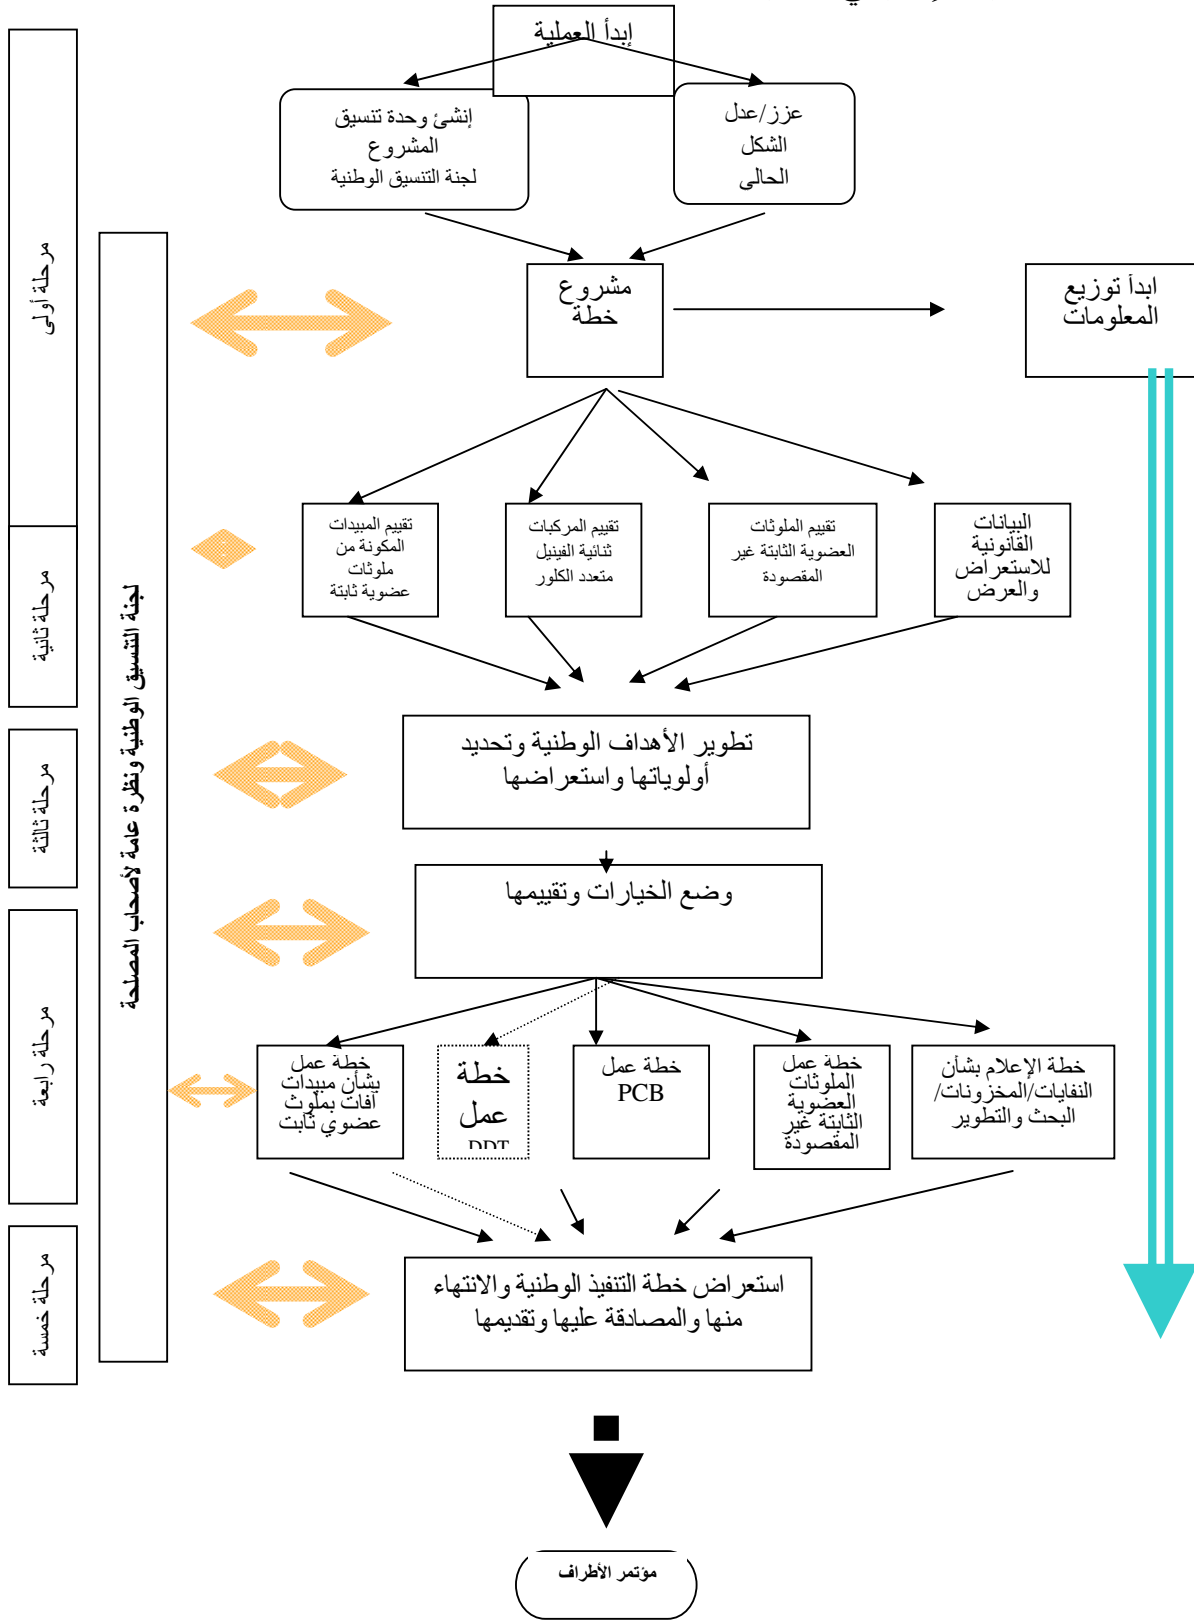 إبدأ العملية
عزز/عدل
الشكل
الحالى
إنشئ وحدة تنسيق
المشروع
لجنة التنسيق الوطنية
ابدأ توزيع
المعلومات
مشروع
خطة
مرحلة أولى
لجنة التنسيق الوطنية ونظرة عامة لأصحاب المصلحة
البيانات
القانونية
للاستعراض
والعرض
تقييم الملوثات
العضوية الثابتة غير
المقصودة
تقييم المركبات
ثنائية الفينيل
متعدد الكلور
تقييم المبيدات
المكونة من
ملوثات
عضوية ثابتة
مرحلة ثانية
تطوير الأهداف الوطنية وتحديد
أولوياتها واستعراضها
مرحلة ثالثة
وضع الخيارات وتقييمها
خطة الإعلام بشأن
النفايات/المخزونات/
البحث والتطوير
خطة عمل
الملوثات
العضوية
الثابتة غير
المقصودة
خطة عمل
PCB
خطة
عمل
DDT
خطة عمل
بشأن مبيدات
آفات بملوث
عضوي ثابت
مرحلة رابعة
استعراض خطة التنفيذ الوطنية والانتهاء
منها والمصادقة عليها وتقديمها
مرحلة خمسة
مؤتمر الأطراف